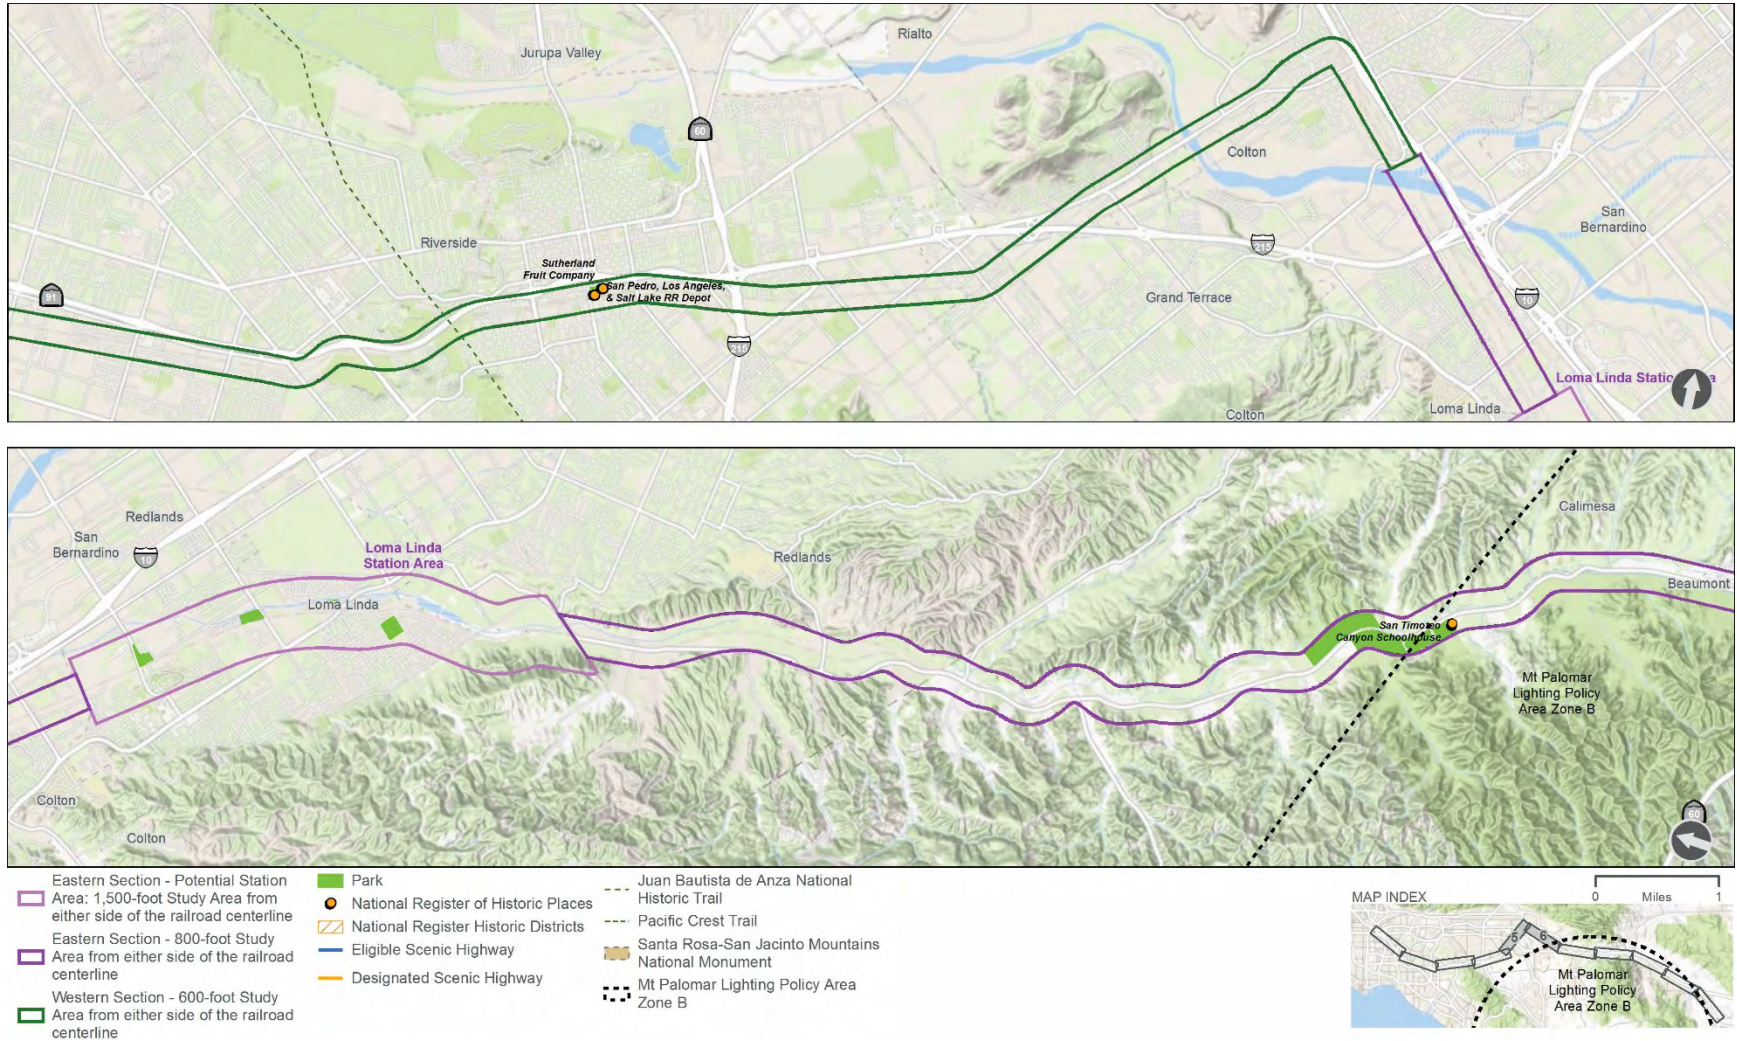 Jurupa Valley
Rialto
60
Colton
Riverside
San
Bernardino
Sutherland
Fruit Company
San Pedro, Los Angeles,
& Salt Lake RR Depot
91
215
Grand Terrace
10
215
Loma Linda
Colton
Redlands
San
Bernardino
10
Loma Linda
Station Area
Loma Linda
Redlands
Calimesa
Beaumont
San Timoteo
Canyon Schoolhouse
Mt Palomar
Lighting Policy
Area Zone B
Colton
Colton
60
Eastern Section - Potential Station
Area: 1,500-foot Study Area from
either side of the railroad centerline
Eastern Section - 800-foot Study
Area from either side of the railroad
centerline
Western Section - 600-foot Study
Area from either side of the railroad
centerline
Park
National Register of Historic Places
National Register Historic Districts
Eligible Scenic Highway
Designated Scenic Highway
Juan Bautista de Anza National
Historic Trail
Pacific Crest Trail
Santa Rosa-San Jacinto Mountains
National Monument
Mt Palomar Lighting Policy Area
Zone B
MAP INDEX
0 Miles 1
5
6
Mt Palomar
Lighting Policy
Area Zone B